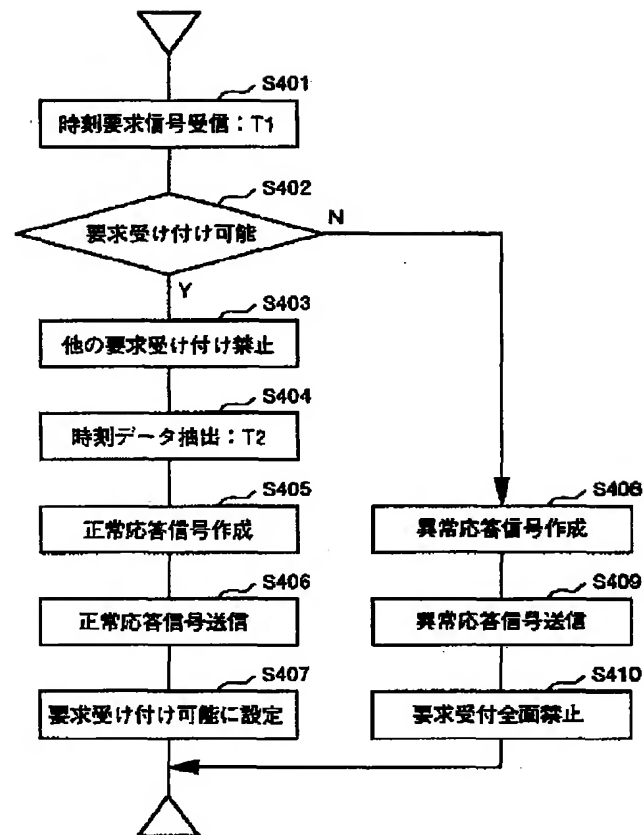 S401
時刻要求信号受信：T1
S402
要求受け付け可能
N
Y
S403
他の要求受け付け禁止
S404
時刻データ抽出：T2
S405
正常応答信号作成
S406
正常応答信号送信
S407
要求受け付け可能に設定
S408
異常応答信号作成
S409
異常応答信号送信
S410
要求受付全面禁止